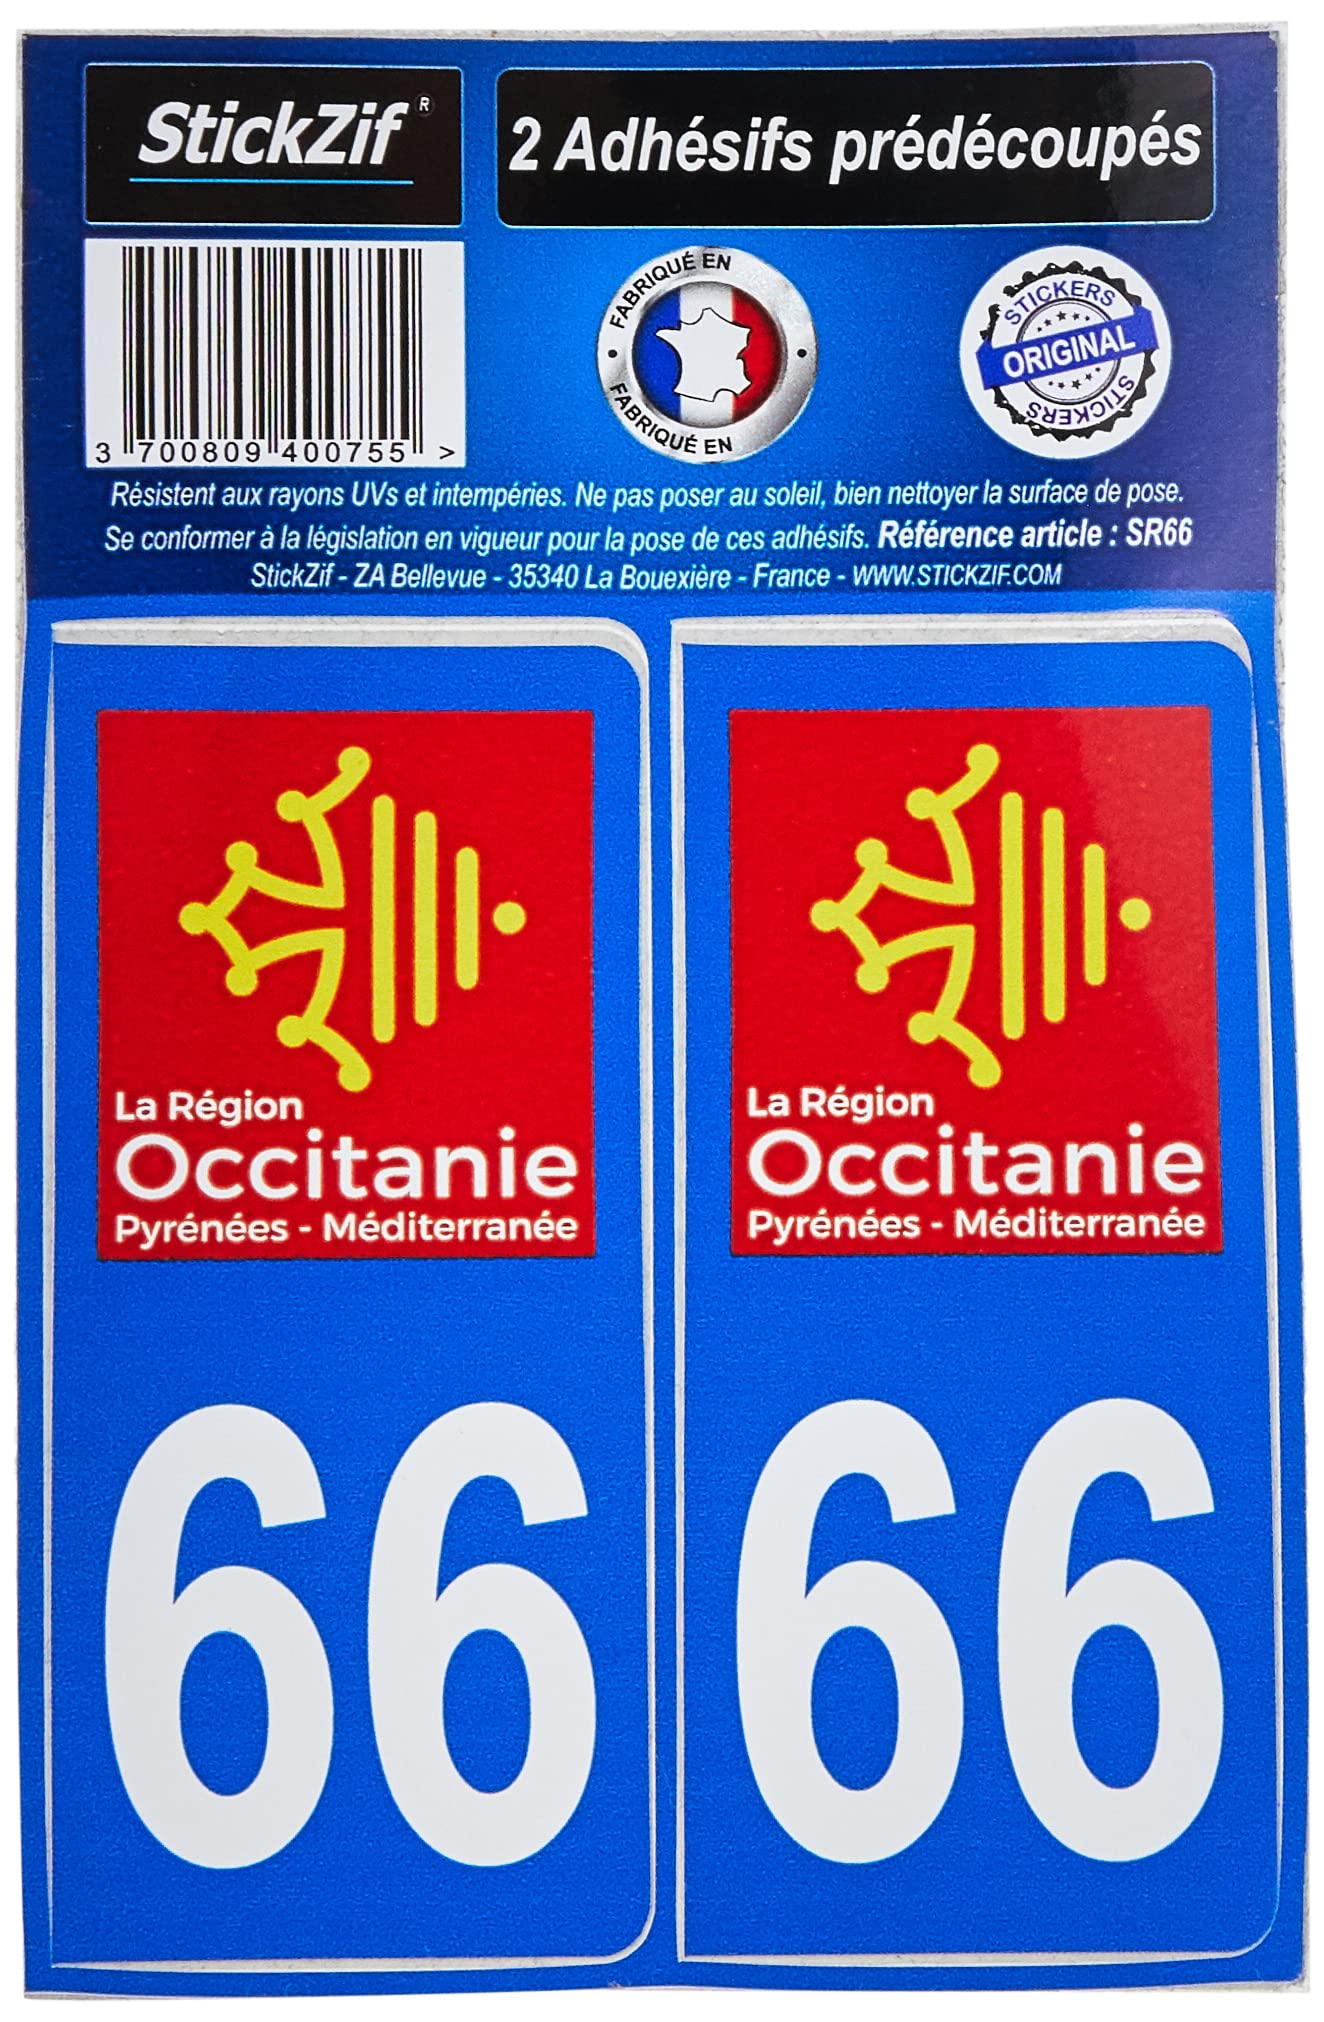 StickZif ®
2 Adhésifs prédécoupés
3 700809 400755 >
FABRIQUÉ EN
FABRIQUÉ EN
STICKERS
ORIGINAL
STICKERS
Résistent aux rayons UVs et intempéries. Ne pas poser au soleil, bien nettoyer la surface de pose.
Se conformer à la législation en vigueur pour la pose de ces adhésifs. Référence article : SR66
StickZif - ZA Bellevue - 35340 La Bouexière - France - WWW.STICKZIF.COM
La Région
Occitanie
Pyrénées - Méditerranée
66
La Région
Occitanie
Pyrénées - Méditerranée
66